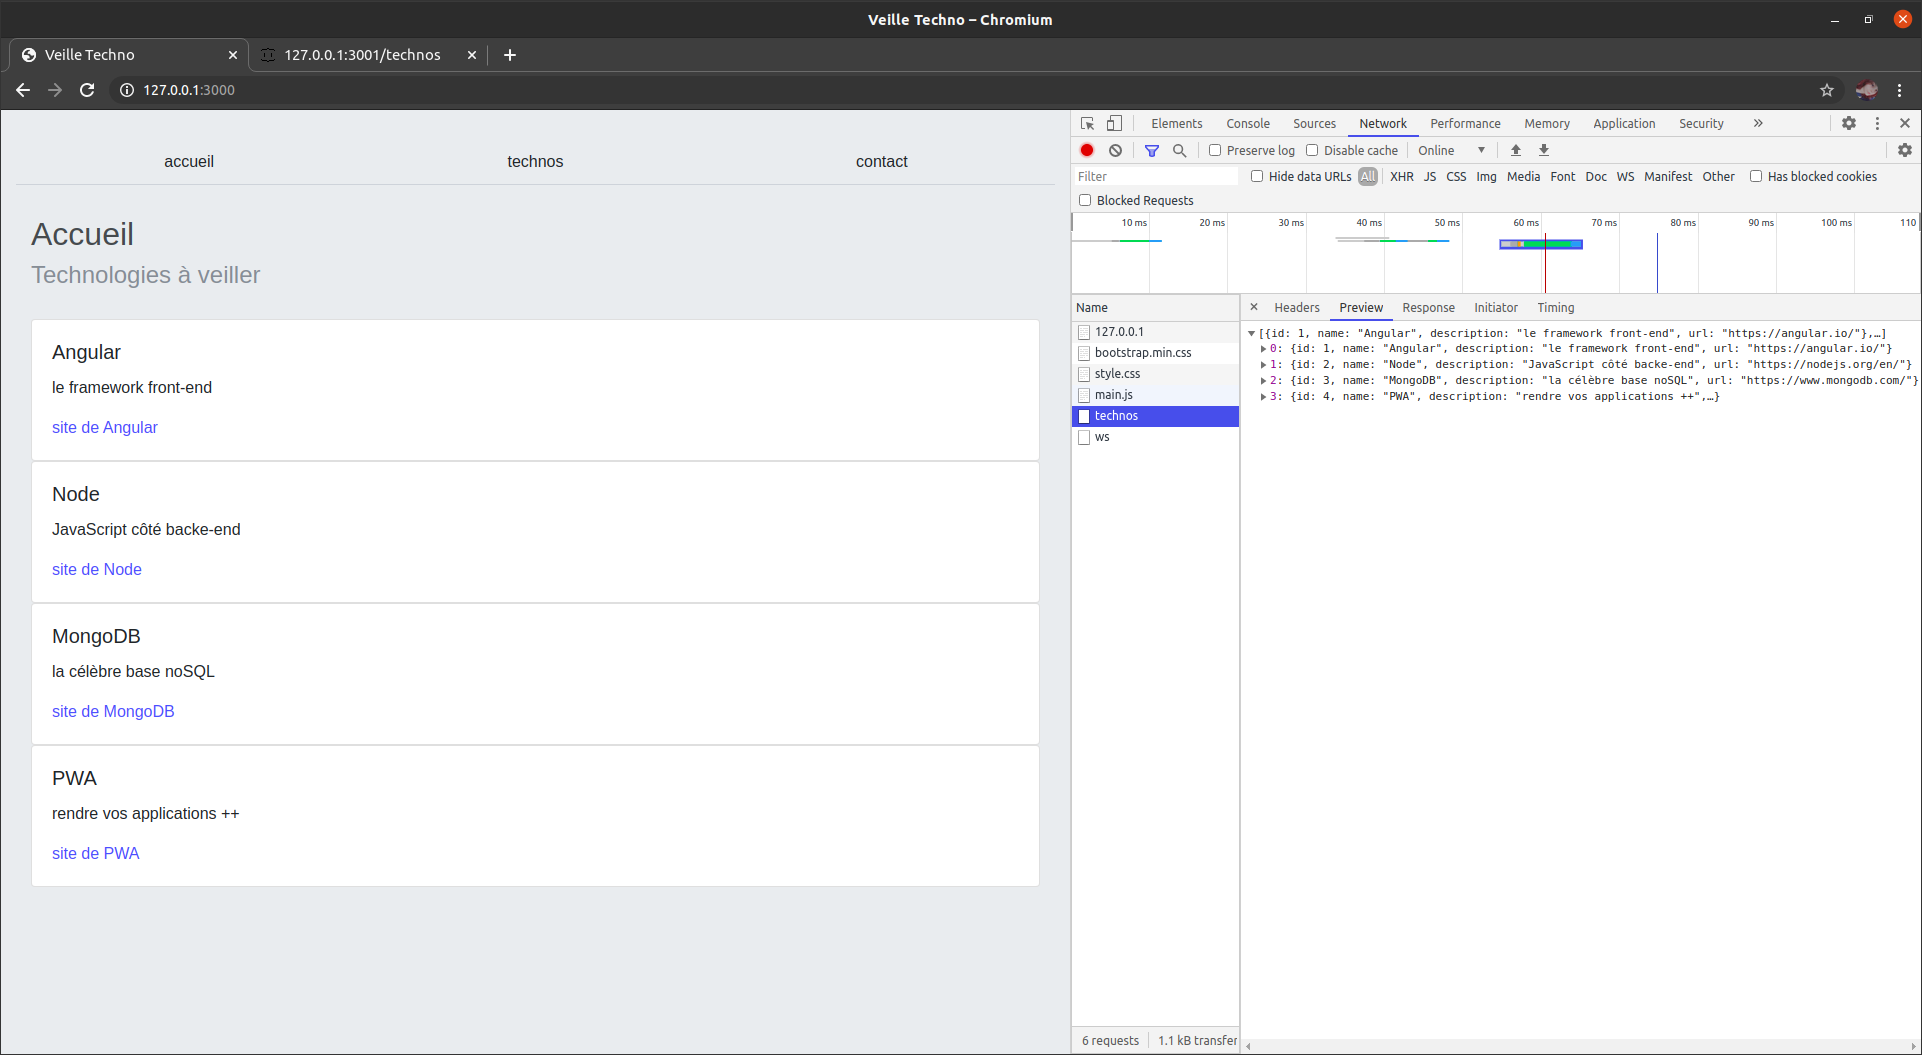 Veille Techno – Chromium
Veille Techno
127.0.0.1:3001/technos
127.0.0.1:3000
accueil technos contact
Accueil
Technologies à veiller
Angular
le framework front-end
site de Angular
Node
JavaScript côté backe-end
site de Node
MongoDB
la célèbre base noSQL
site de MongoDB
PWA
rendre vos applications ++
site de PWA
Elements Console Sources Network Performance Memory Application Security »
Preserve log Disable cache Online
Filter Hide data URLs All XHR JS CSS Img Media Font Doc WS Manifest Other Has blocked cookies
Blocked Requests
10 ms 20 ms 30 ms 40 ms 50 ms 60 ms 70 ms 80 ms 90 ms 100 ms 110
Name
127.0.0.1
bootstrap.min.css
style.css
main.js
technos
ws
6 requests 1.1 kB transfer
Headers Preview Response Initiator Timing
[{id: 1, name: "Angular", description: "le framework front-end", url: "https://angular.io/"},…]
0: {id: 1, name: "Angular", description: "le framework front-end", url: "https://angular.io/"}
1: {id: 2, name: "Node", description: "JavaScript côté backe-end", url: "https://nodejs.org/en/"}
2: {id: 3, name: "MongoDB", description: "la célèbre base noSQL", url: "https://www.mongodb.com/"}
3: {id: 4, name: "PWA", description: "rendre vos applications ++",…}